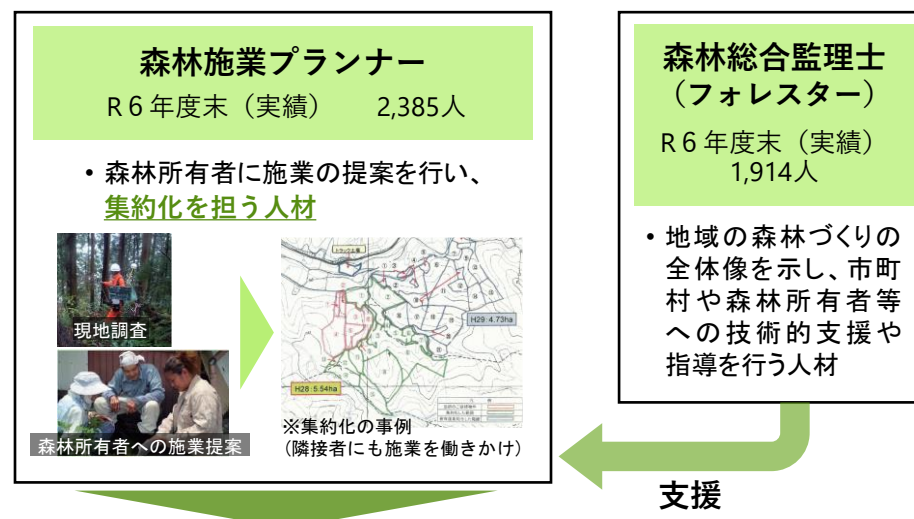 森林施業プランナー
R6年度末（実績）　2,385人
・森林所有者に施業の提案を行い、
集約化を担う人材
現地調査
森林所有者への施業提案
H29:4.73ha
H28:5.54ha
※集約化の事例
（隣接者にも施業を働きかけ）
森林総合監理士
（フォレスター）
R6年度末（実績）
1,914人
・地域の森林づくりの
全体像を示し、市町
村や森林所有者等
への技術的支援や
指導を行う人材
支援